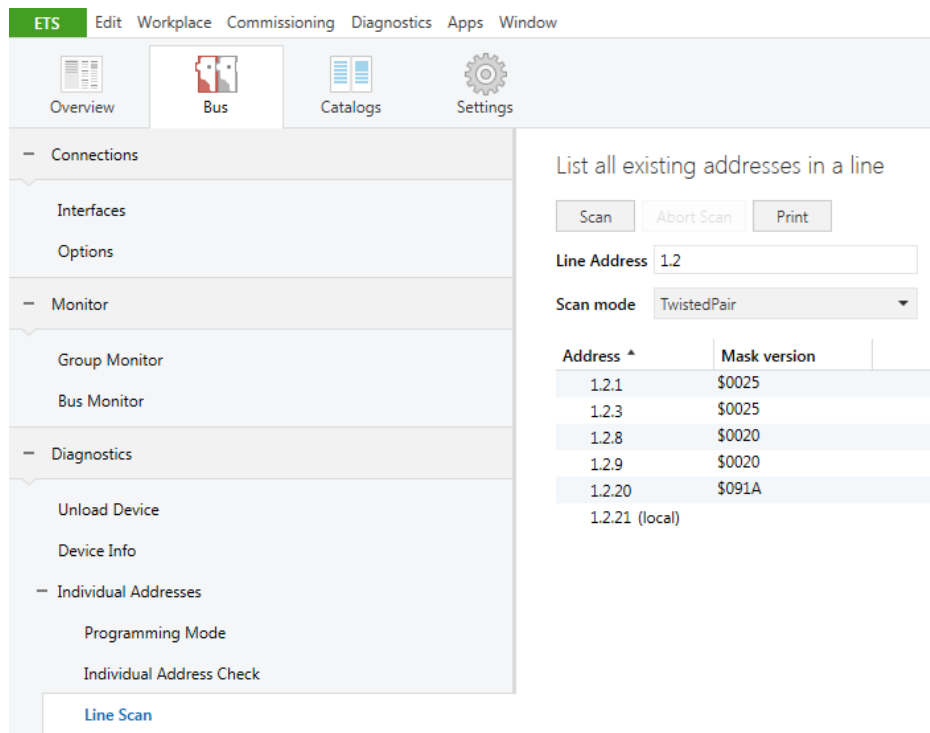 ETS Edit Workplace Commissioning Diagnostics Apps Window
Overview Bus Catalogs Settings
Connections
Interfaces
Options
Monitor
Group Monitor
Bus Monitor
Diagnostics
Unload Device
Device Info
Individual Addresses
Programming Mode
Individual Address Check
Line Scan
List all existing addresses in a line
Scan Abort Scan Print
Line Address 1.2
Scan mode TwistedPair
Address Mask version
1.2.1 $0025
1.2.3 $0025
1.2.8 $0020
1.2.9 $0020
1.2.20 $091A
1.2.21 (local)